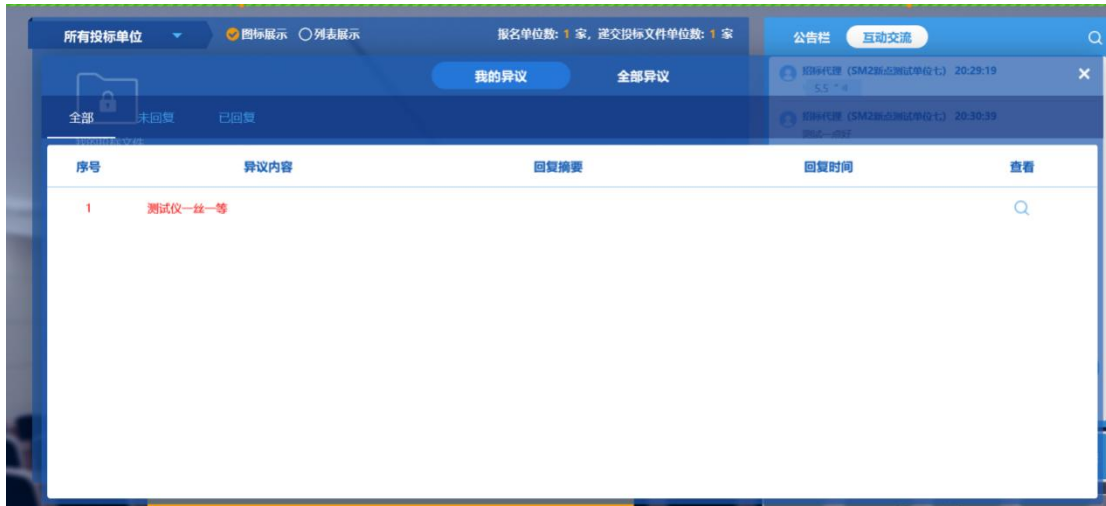 所有投标单位 图标展示 列表展示 报名单位数: 1 家, 递交投标文件单位数: 1 家 公告栏 互动交流
我的异议 全部异议 招标代理 (SM2新点测试单位七) 20:29:19
全部 未回复 已回复 招标代理 (SM2新点测试单位七) 20:30:39
序号 异议内容 回复摘要 回复时间 查看
1 测试仪一丝一等